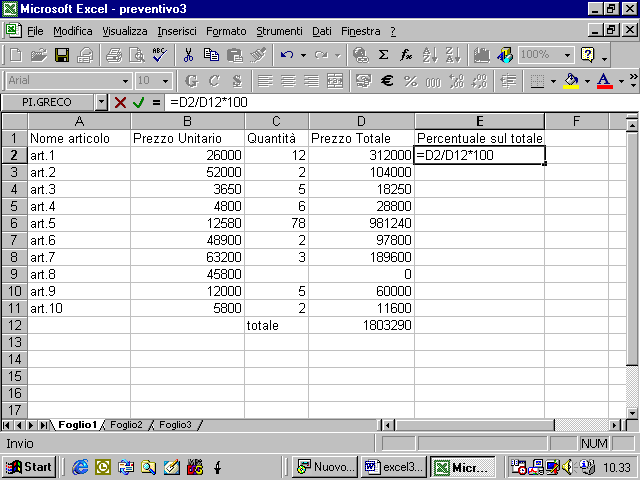 Microsoft Excel - preventivo3
File Modifica Visualizza Inserisci Formato Strumenti Dati Finestra ?
100%
Arial 10 G C S € % 000
PI.GRECO =D2/D12*100
A B C D E F
1 Nome articolo Prezzo Unitario Quantità Prezzo Totale Percentuale sul totale
2 art.1 26000 12 312000 =D2/D12*100
3 art.2 52000 2 104000
4 art.3 3650 5 18250
5 art.4 4800 6 28800
6 art.5 12580 78 981240
7 art.6 48900 2 97800
8 art.7 63200 3 189600
9 art.8 45800 0
10 art.9 12000 5 60000
11 art.10 5800 2 11600
12 totale 1803290
13
14
15
16
17
Foglio1 Foglio2 Foglio3
Invio NUM
Start Nuovo... excel3... Micr... 10.33